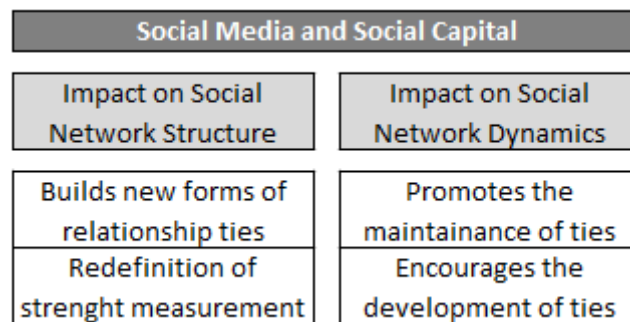 Social Media and Social Capital
Impact on Social
Network Structure
Impact on Social
Network Dynamics
Builds new forms of
relationship ties
Redefinition of
strenght measurement
Promotes the
maintainance of ties
Encourages the
development of ties